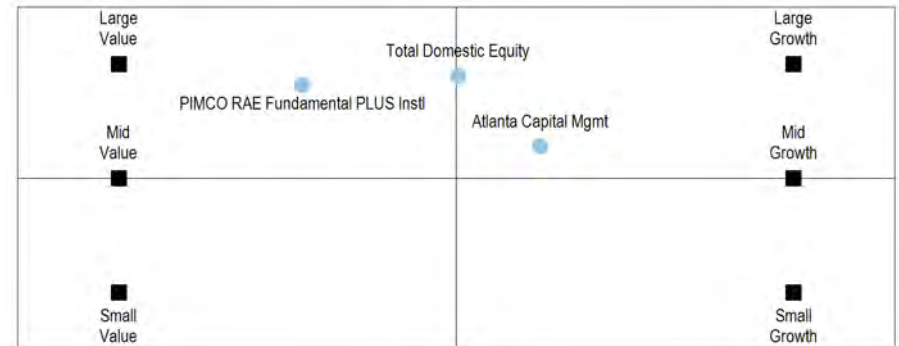 Large
Value
Large
Growth
Total Domestic Equity
PIMCO RAE Fundamental PLUS Instl
Atlanta Capital Mgmt
Mid
Value
Mid
Growth
Small
Value
Small
Growth